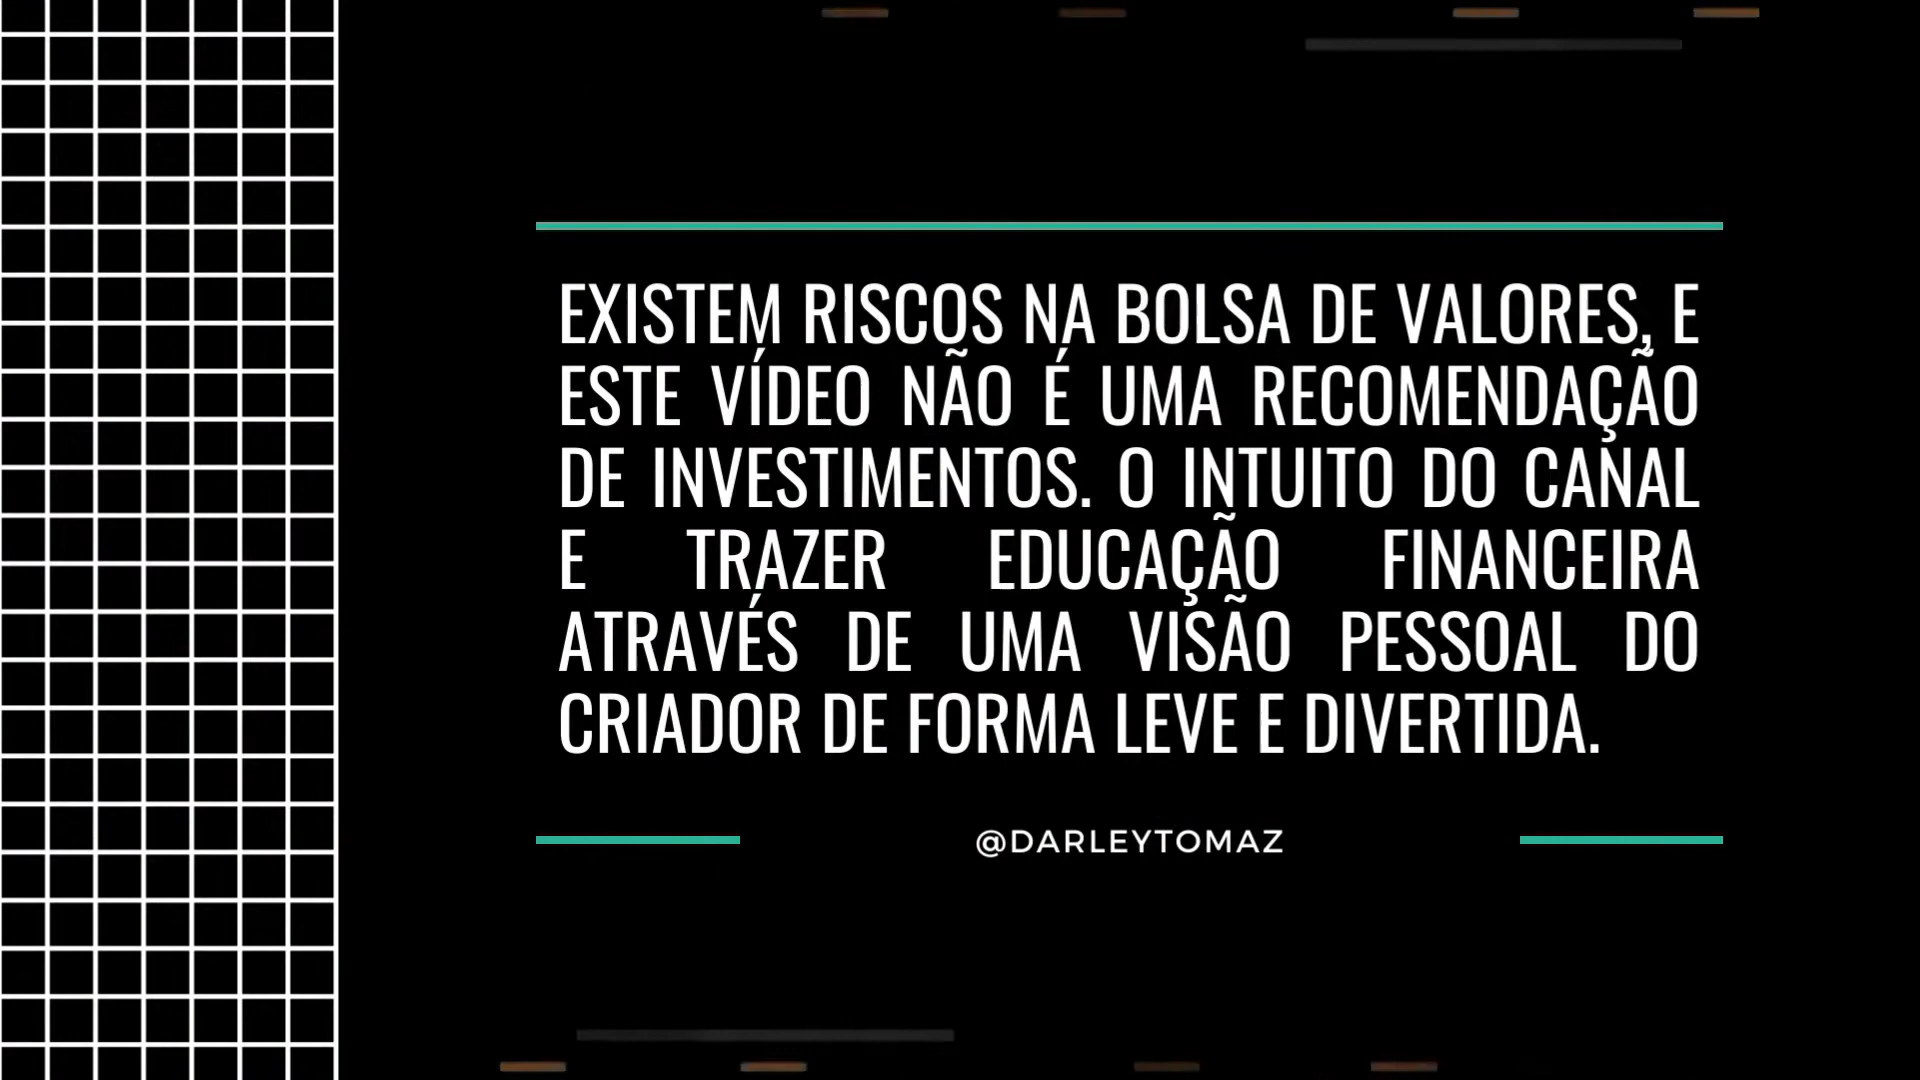 EXISTEM RISCOS NA BOLSA DE VALORES, E
ESTE VÍDEO NÃO É UMA RECOMENDAÇÃO
DE INVESTIMENTOS. O INTUITO DO CANAL
E TRAZER EDUCAÇÃO FINANCEIRA
ATRAVÉS DE UMA VISÃO PESSOAL DO
CRIADOR DE FORMA LEVE E DIVERTIDA.
@DARLEYTOMAZ